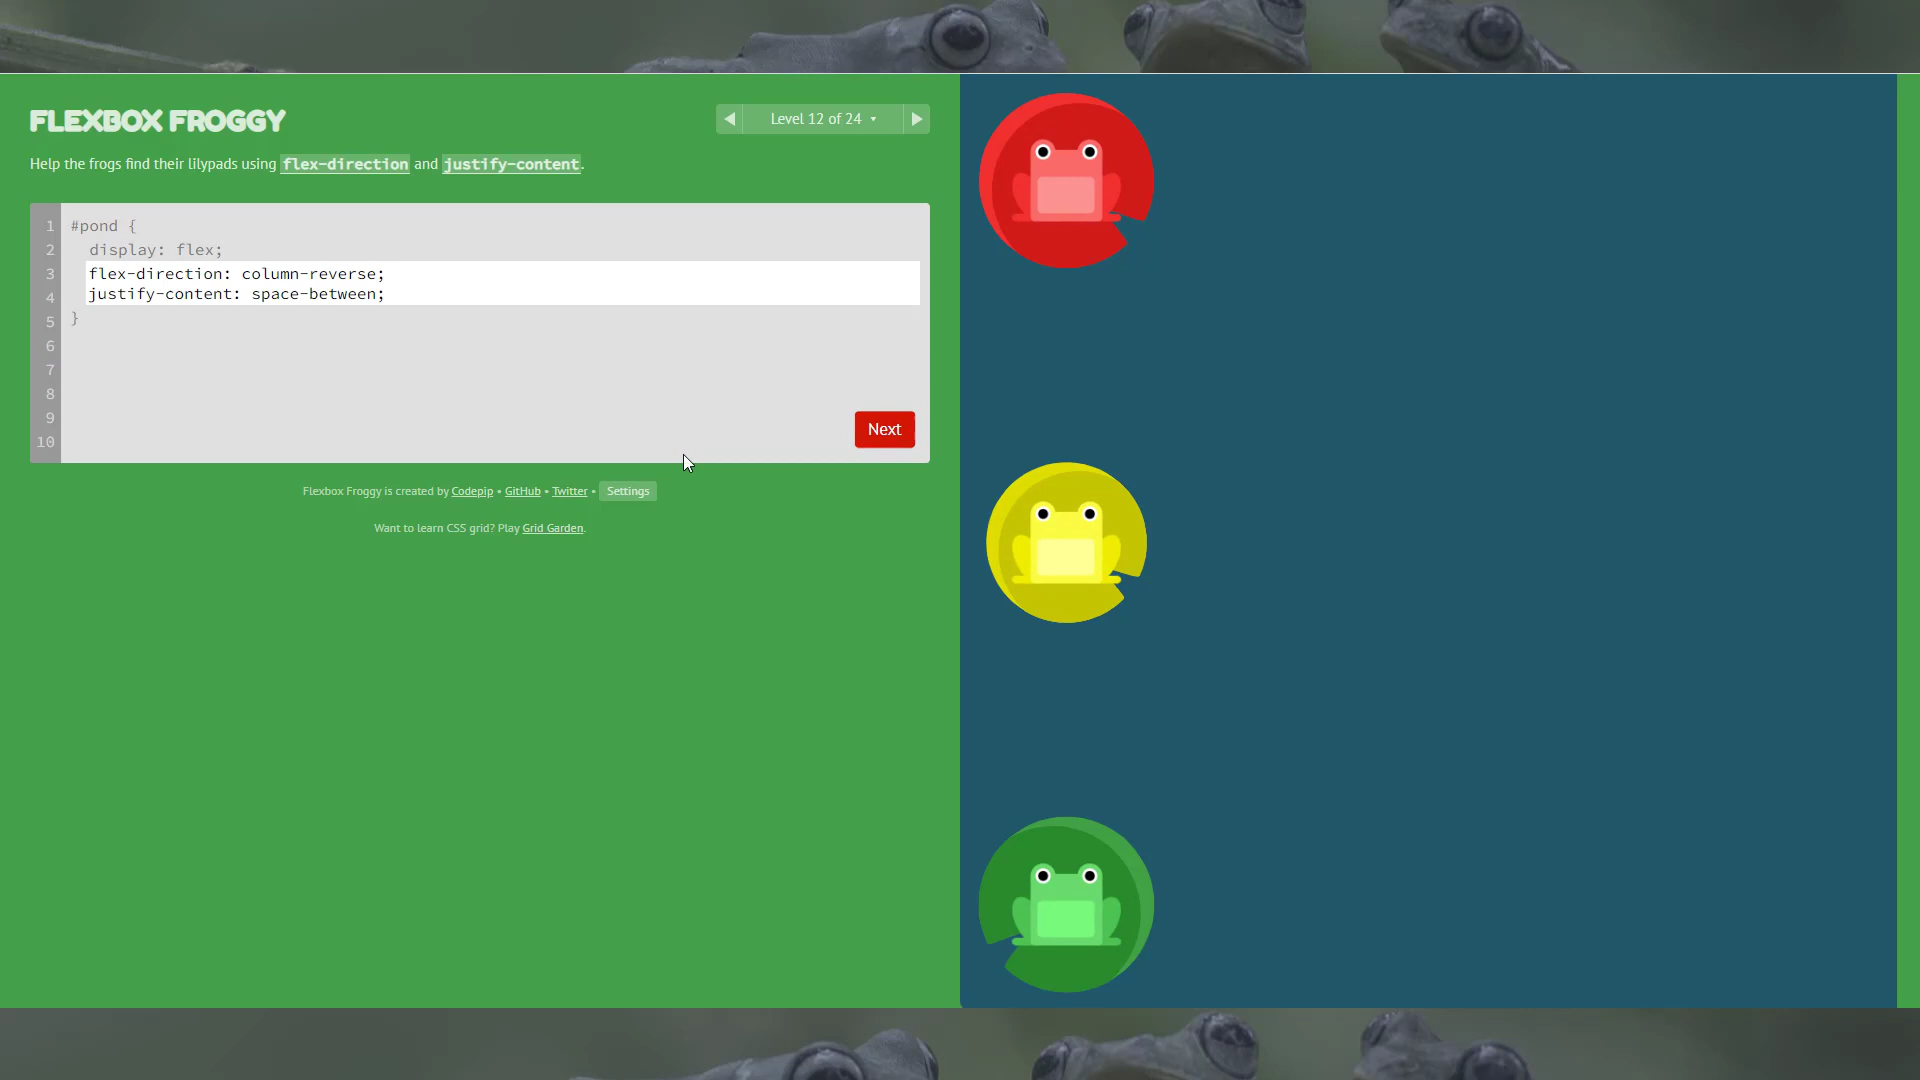 FLEXBOX FROGGY
◀ Level 12 of 24 ▾ ▶
Help the frogs find their lilypads using flex-direction and justify-content.
1 #pond {
2 display: flex;
3 flex-direction: column-reverse;
4 justify-content: space-between;
5 }
6
7
8
9
10
Next
Flexbox Froggy is created by Codepip • GitHub • Twitter • Settings
Want to learn CSS grid? Play Grid Garden.